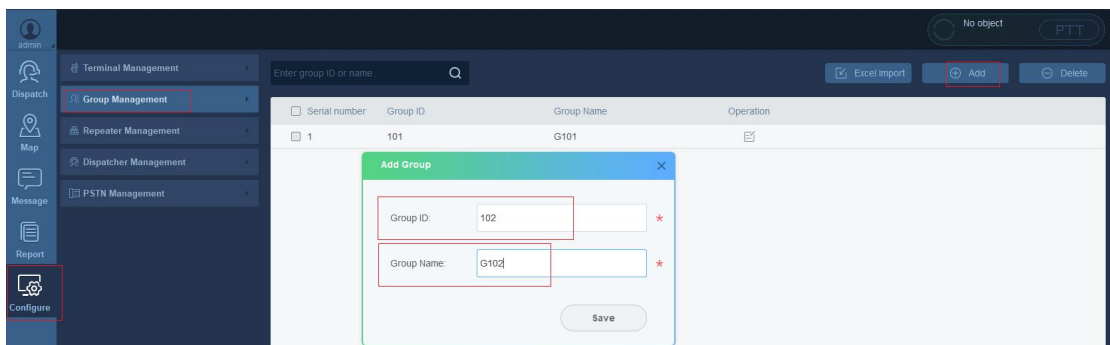 No object
PTT
admin
Dispatch
Map
Message
Report
Configure
Terminal Management
Group Management
Repeater Management
Dispatcher Management
PSTN Management
Enter group ID or name
Excel import
Add
Delete
Serial number Group ID Group Name Operation
1 101 G101
Add Group
Group ID: 102 *
Group Name: G102 *
Save